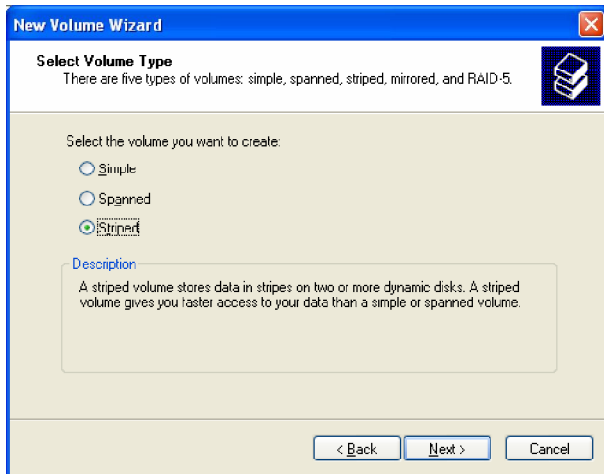 New Volume Wizard
Select Volume Type
There are five types of volumes: simple, spanned, striped, mirrored, and RAID-5.
Select the volume you want to create:
Simple
Spanned
Striped
Description
A striped volume stores data in stripes on two or more dynamic disks. A striped
volume gives you faster access to your data than a simple or spanned volume.
< Back
Next >
Cancel